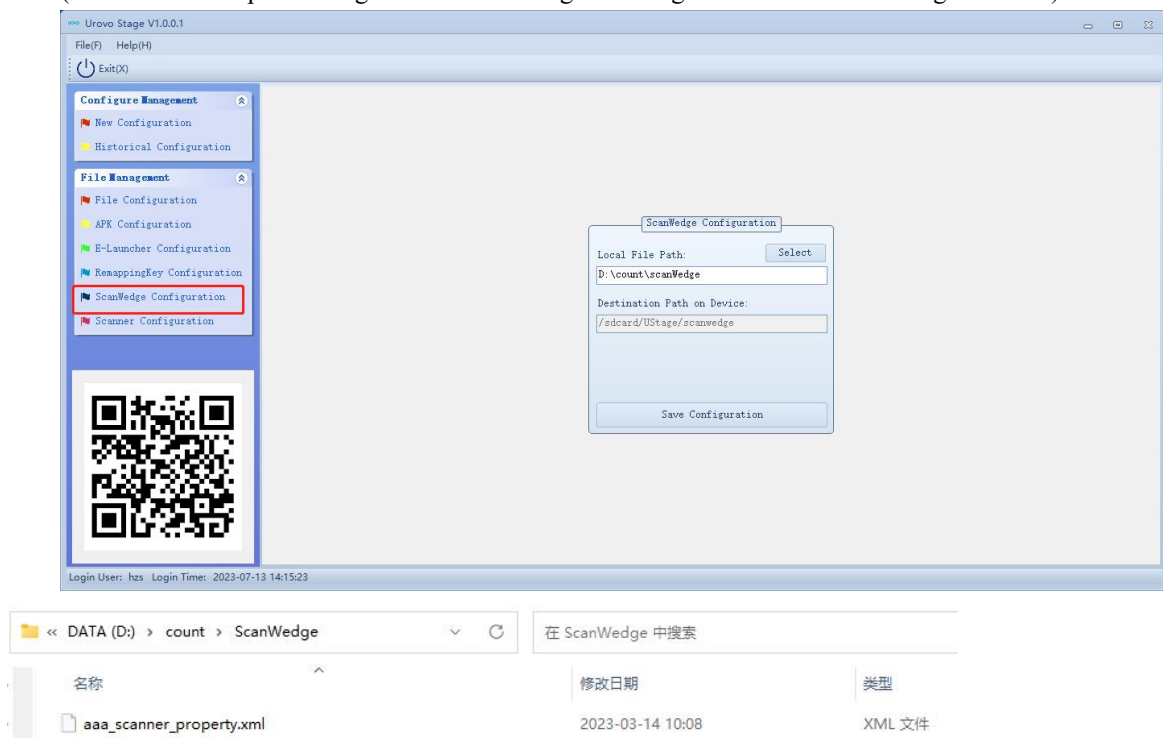 Urovo Stage V1.0.0.1
File(F) Help(H)
Exit(X)
Configure Management
New Configuration
Historical Configuration
File Management
File Configuration
APK Configuration
E-Launcher Configuration
RemappingKey Configuration
ScanWedge Configuration
Scanner Configuration
ScanWedge Configuration
Local File Path:
Select
D:\count\scanWedge
Destination Path on Device:
/sdcard/UStage/scanwedge
Save Configuration
Login User: hzs Login Time: 2023-07-13 14:15:23
« DATA (D:) › count › ScanWedge
在 ScanWedge 中搜索
名称 修改日期 类型
aaa_scanner_property.xml 2023-03-14 10:08 XML 文件